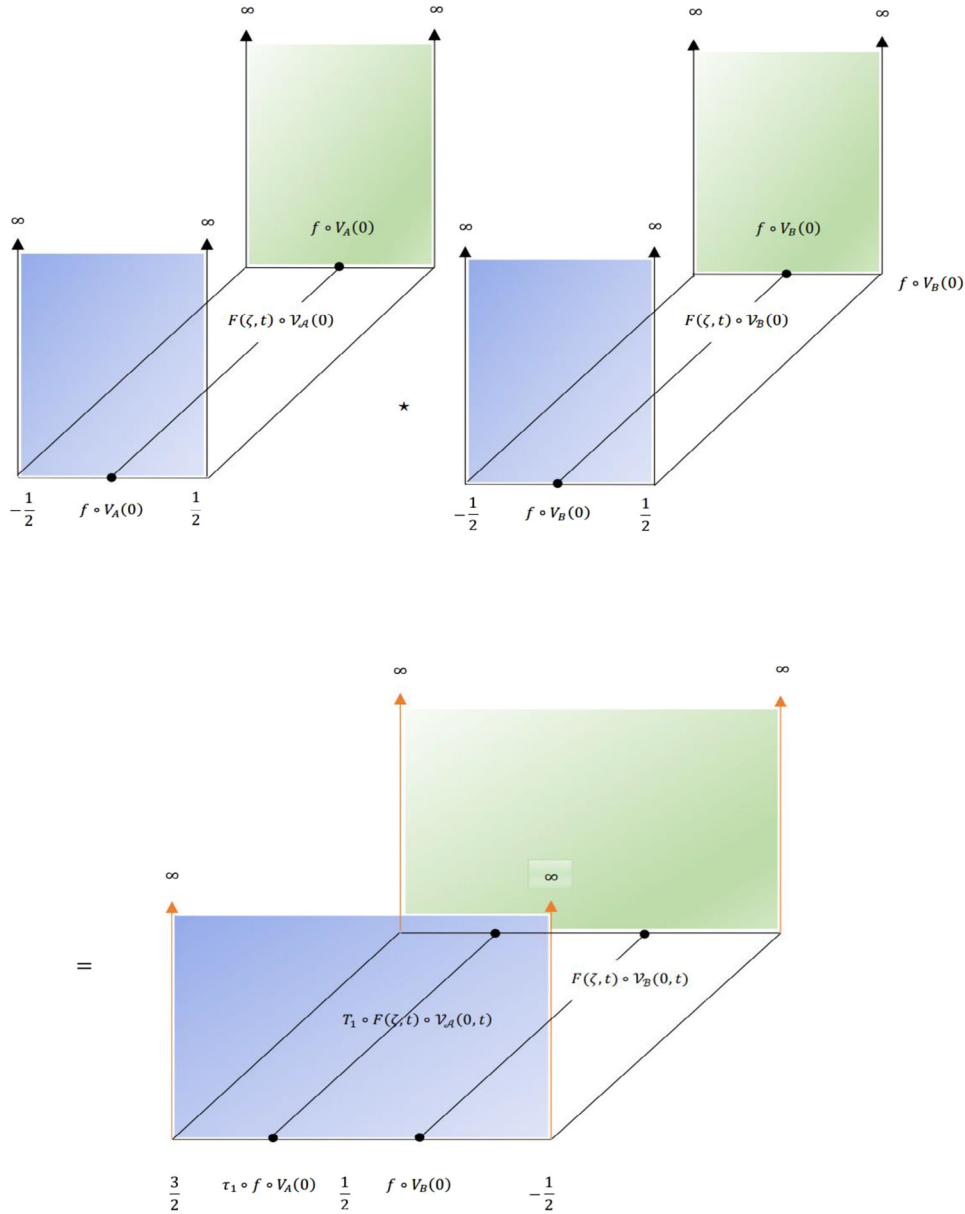 ∞ ∞ ∞ ∞
f ∘ V_A(0) f ∘ V_B(0)
∞ ∞ ∞ ∞
f ∘ V_B(0)
F(ζ, t) ∘ 𝒱_𝒜(0) F(ζ, t) ∘ 𝒱_ℬ(0)
⋆
−1/2 f ∘ V_A(0) 1/2 −1/2 f ∘ V_B(0) 1/2
∞ ∞
∞ ∞
=
F(ζ, t) ∘ 𝒱_ℬ(0, t)
T_1 ∘ F(ζ, t) ∘ 𝒱_𝒜(0, t)
3/2 τ_1 ∘ f ∘ V_A(0) 1/2 f ∘ V_B(0) −1/2